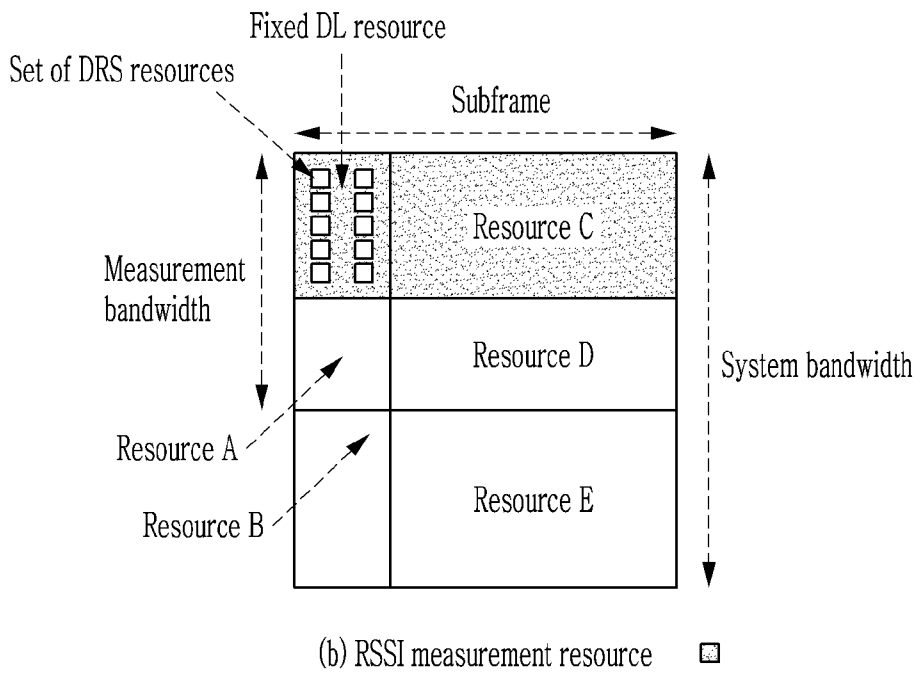 Fixed DL resource
Set of DRS resources
Subframe
Resource C
Measurement
bandwidth
Resource D
System bandwidth
Resource A
Resource B
Resource E
(b) RSSI measurement resource